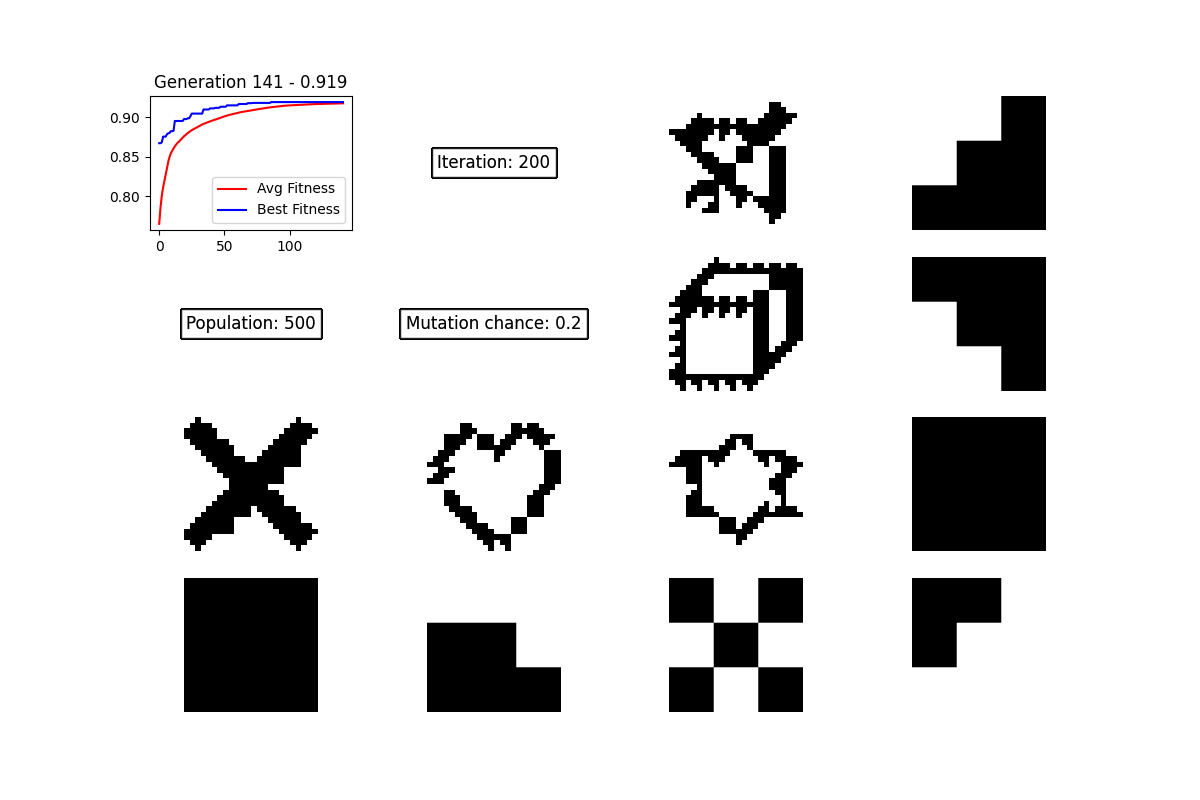 Generation 141 - 0.919
0.90
0.85
0.80
Avg Fitness
Best Fitness
0 50 100
Iteration: 200
Population: 500
Mutation chance: 0.2